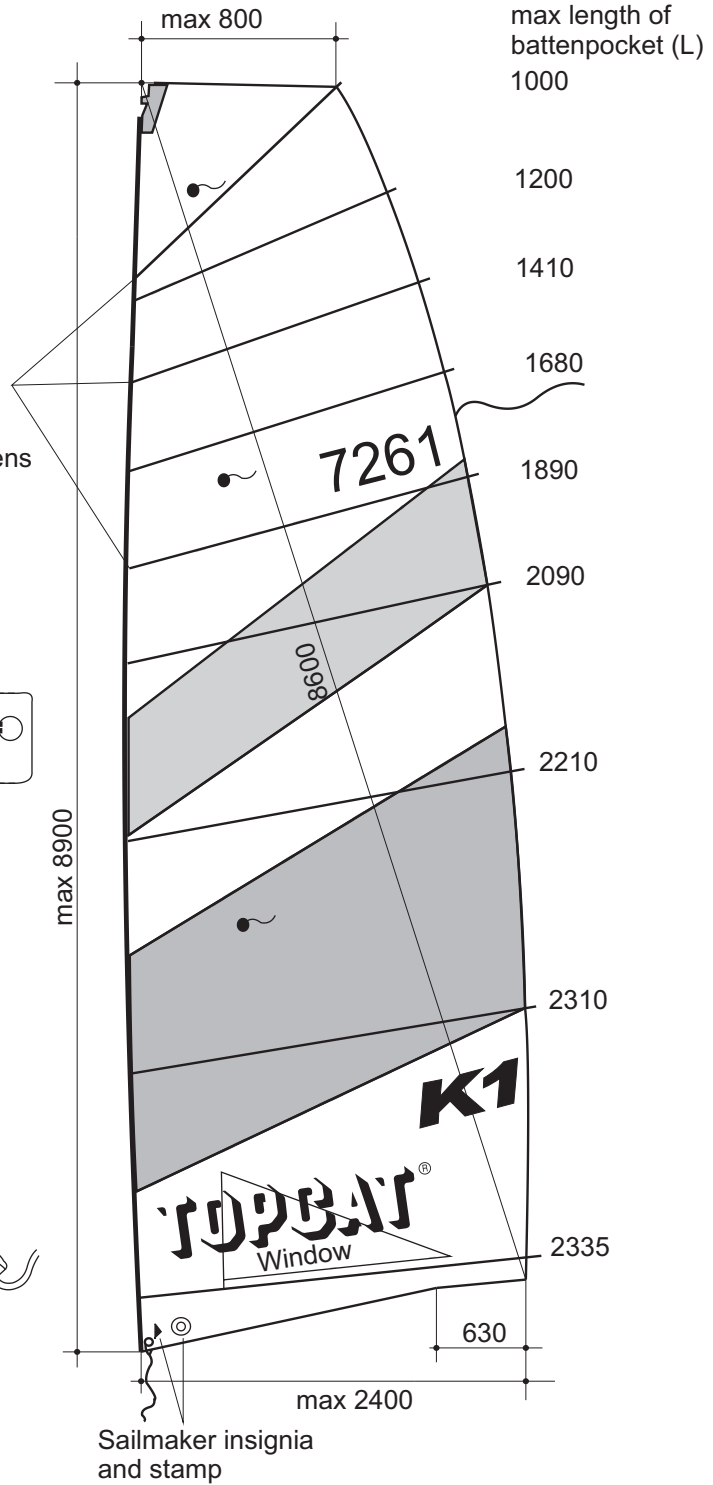 max 800
max length of
battenpocket (L)
1000
1200
1410
1680
7261
ens
1890
2090
8600
2210
max 8900
2310
K1
TOPCAT®
Window
2335
630
max 2400
Sailmaker insignia
and stamp